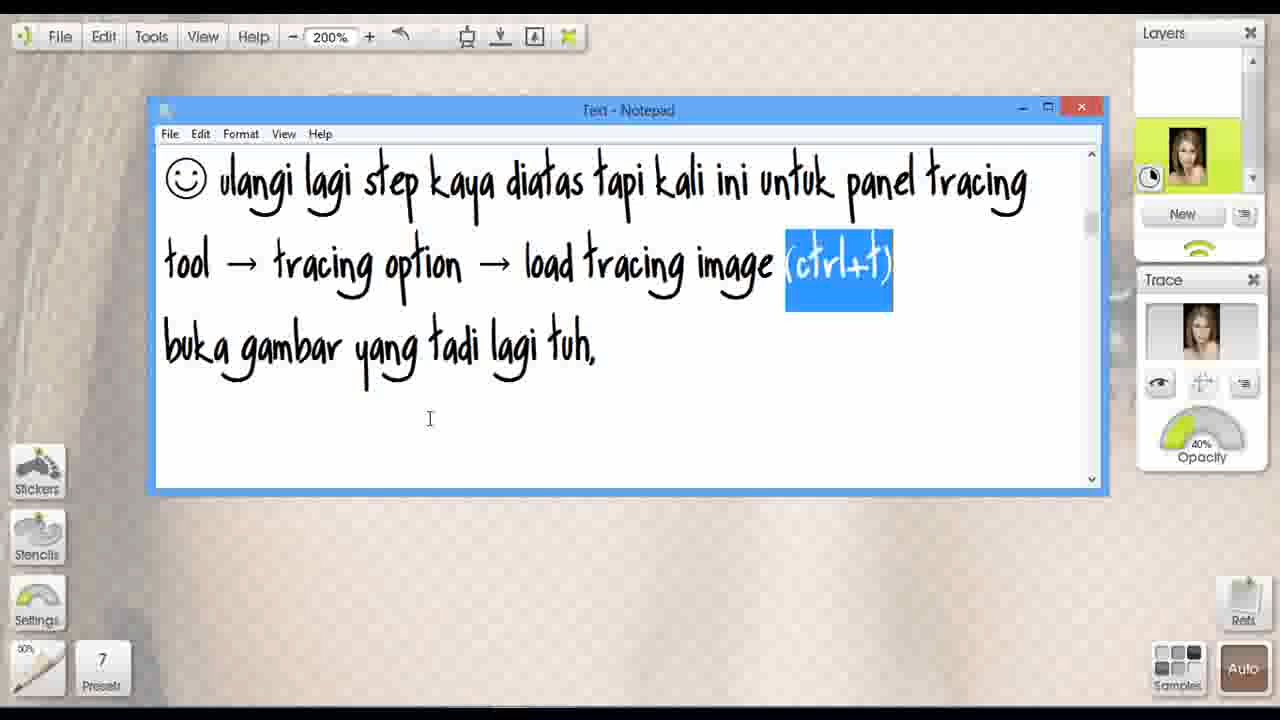 File Edit Tools View Help − 200% +
Layers
Text - Notepad
File Edit Format View Help
☺ ulangi lagi step kaya diatas tapi kali ini untuk panel tracing
tool → tracing option → load tracing image (ctrl+t)
buka gambar yang tadi lagi tuh,
New
Trace
40%
Opacity
Stickers
Stencils
Settings
50%
7
Presets
Refs
Samples
Auto